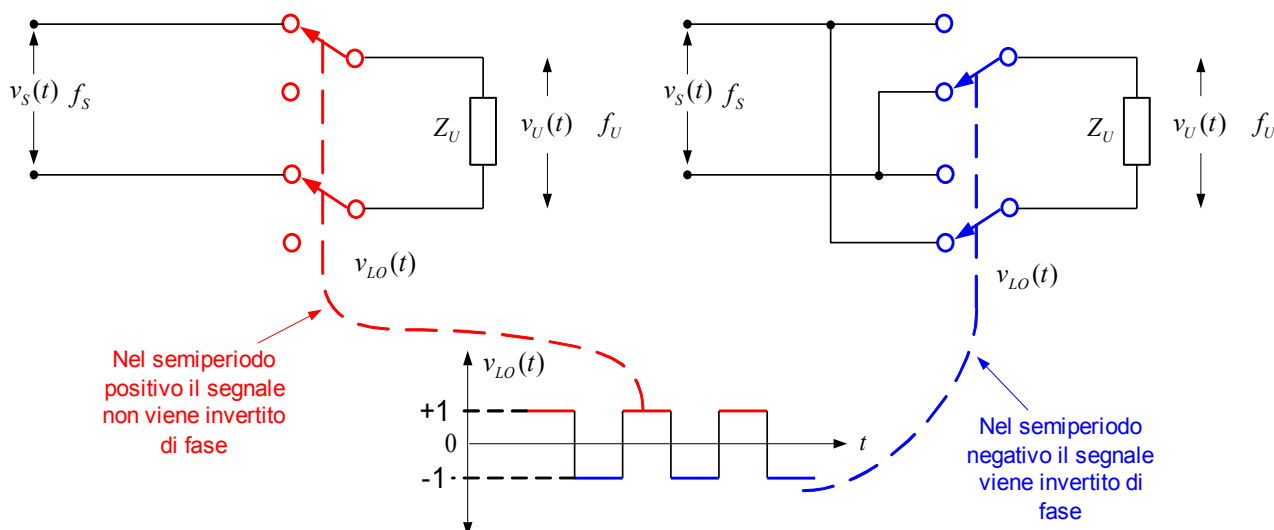 v_S(t) f_S
Z_U
v_U(t) f_U
v_LO(t)
Nel semiperiodo
positivo il segnale
non viene invertito
di fase
v_S(t) f_S
Z_U
v_U(t) f_U
v_LO(t)
Nel semiperiodo
negativo il segnale
viene invertito di
fase
v_LO(t)
+1
0
-1
t